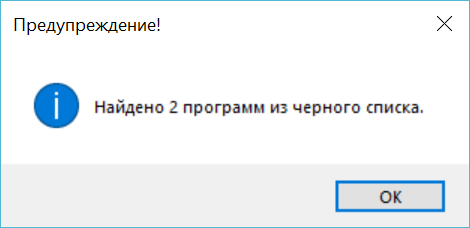 Предупреждение!
Найдено 2 программ из черного списка.
OK